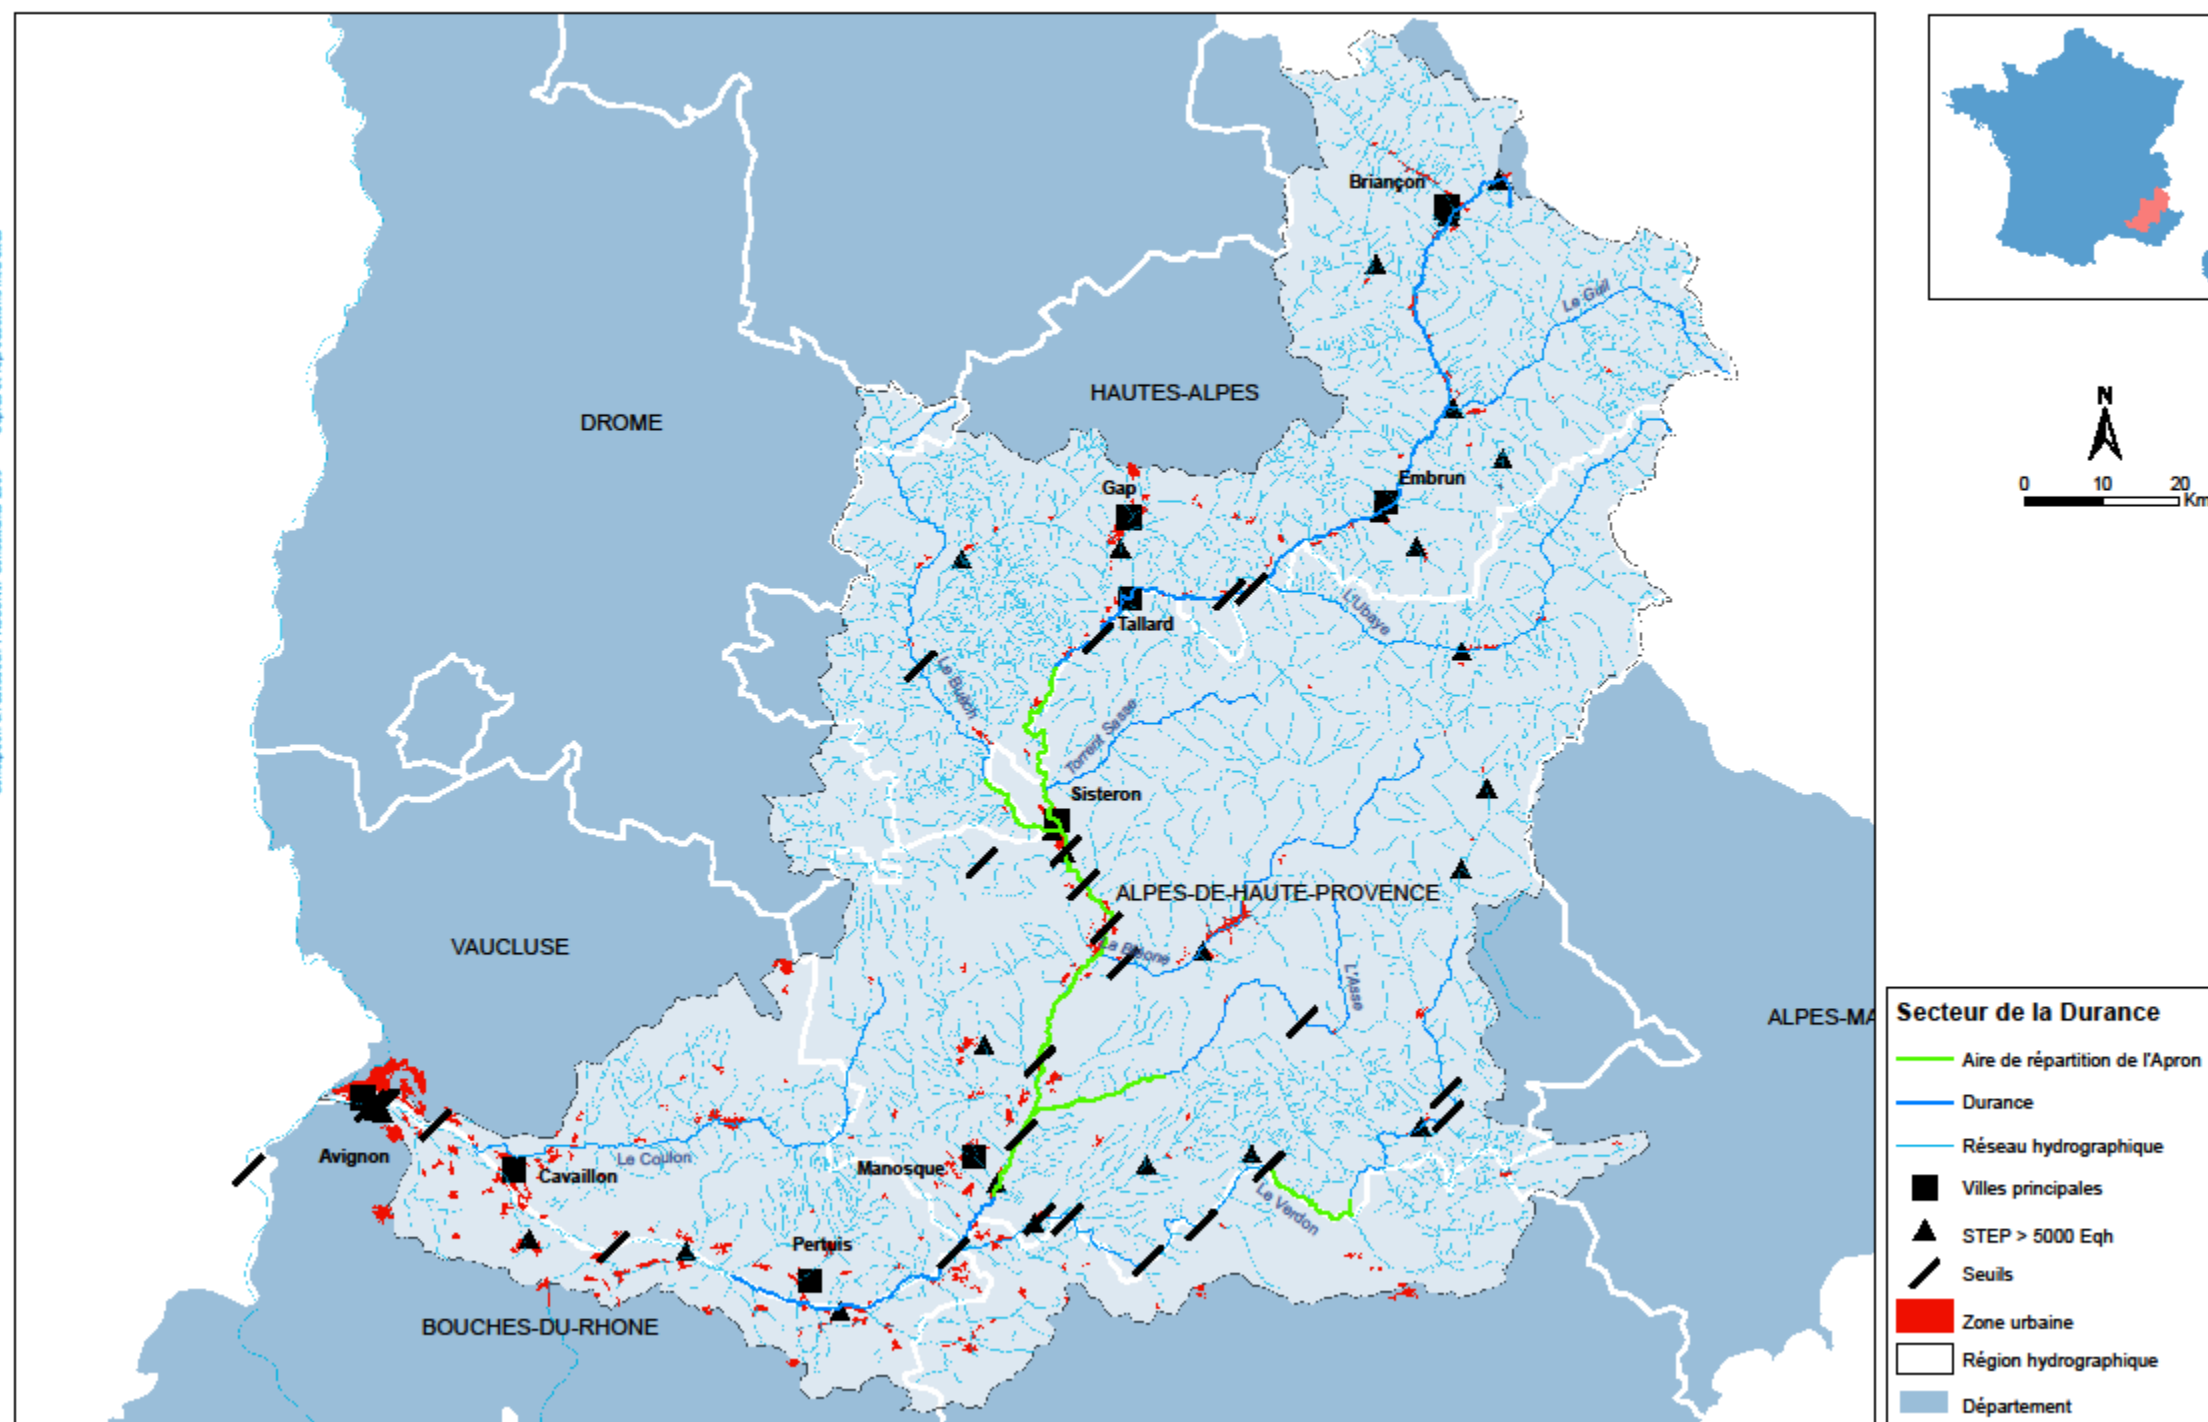 Briançon
Le Guil
HAUTES-ALPES
DROME
Embrun
Gap
L'Ubaye
Tallard
Le Buëch
Torrent Sasse
Sisteron
ALPES-DE-HAUTE-PROVENCE
VAUCLUSE
La Bléone
L'Asse
ALPES-MA
Avignon
Le Coulon
Cavaillon
Manosque
Le Verdon
Pertuis
BOUCHES-DU-RHONE
N
0 10 20
Km
Secteur de la Durance
Aire de répartition de l'Apron
Durance
Réseau hydrographique
Villes principales
STEP > 5000 Eqh
Seuils
Zone urbaine
Région hydrographique
Département